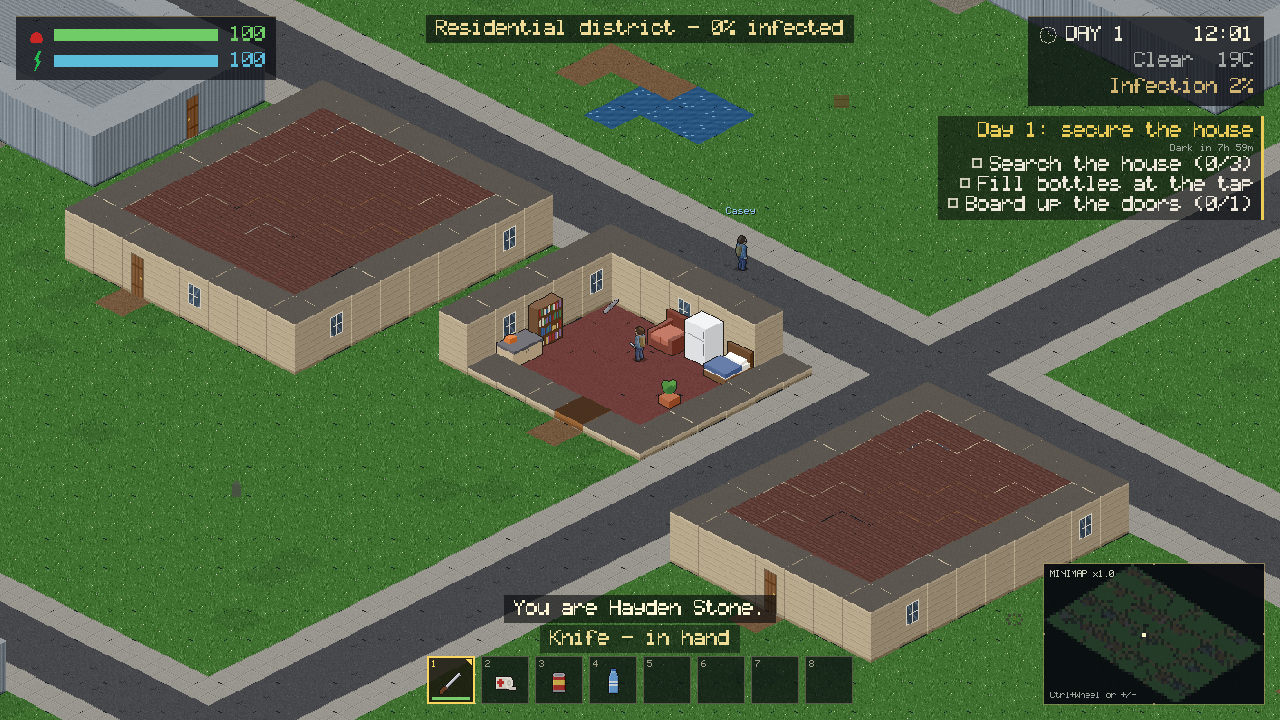 100
100
Residential district - 0% infected
DAY 1 12:01
Clear 19C
Infection 2%
Day 1: secure the house
Dark in 7h 59m
Search the house (0/3)
Fill bottles at the tap
Board up the doors (0/1)
Casey
MINIMAP x1.0
Ctrl+Wheel or +/-
You are Hayden Stone.
Knife - in hand
1 2 3 4 5 6 7 8